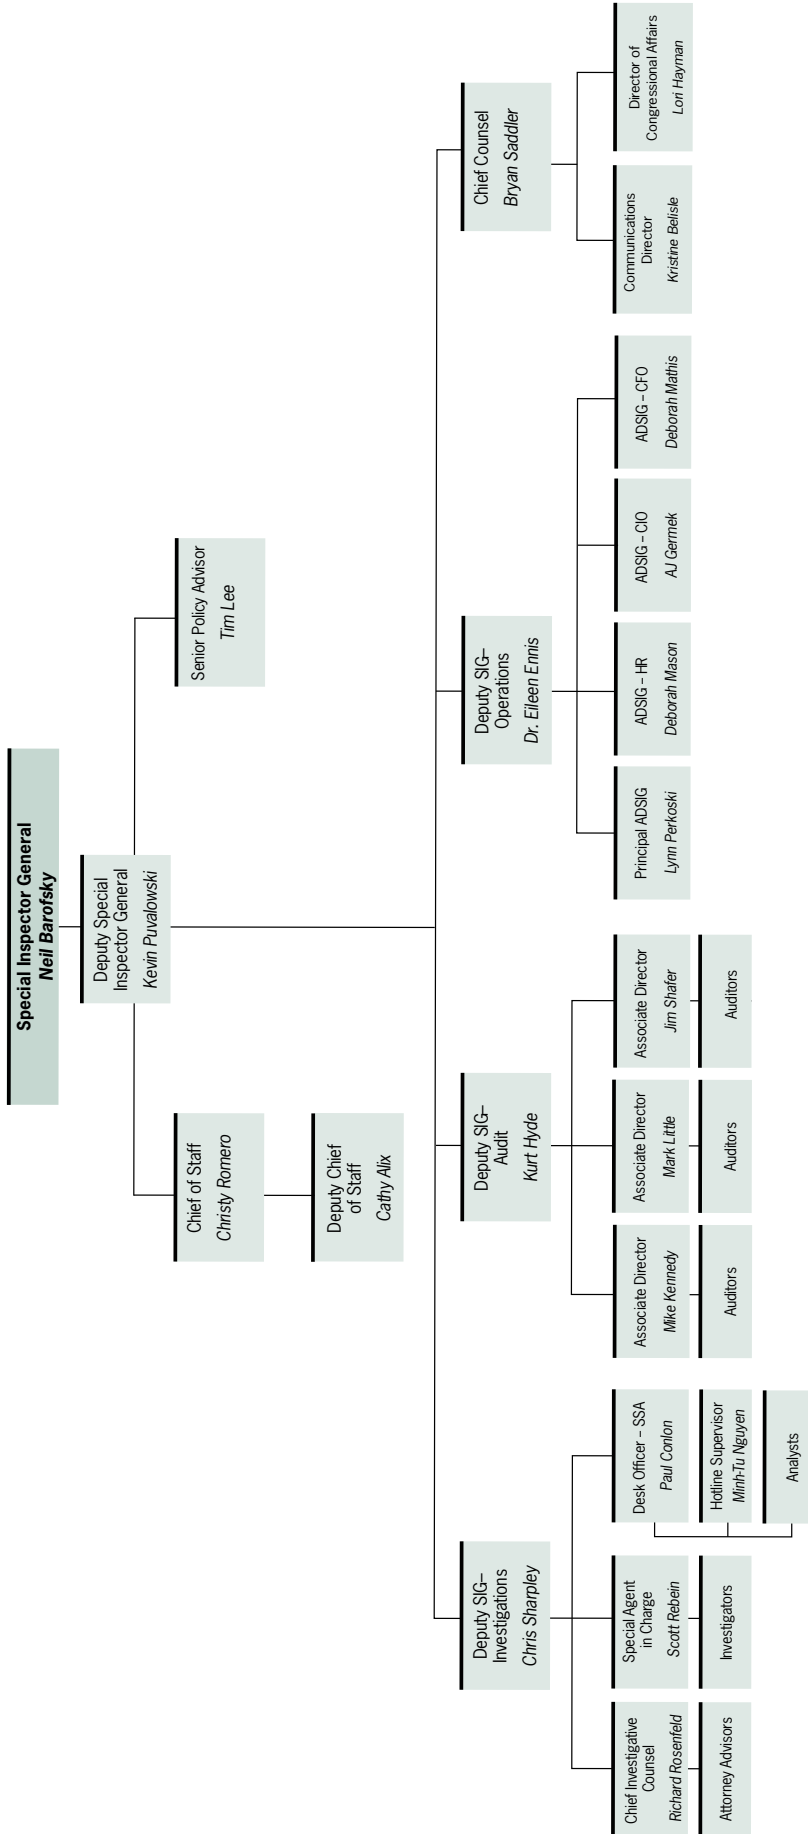 Special Inspector General
Neil Barofsky
Deputy Special
Inspector General
Kevin Puvalowski
Chief of Staff
Christy Romero
Senior Policy Advisor
Tim Lee
Deputy Chief
of Staff
Cathy Alix
Deputy SIG–
Investigations
Chris Sharpley
Deputy SIG–
Audit
Kurt Hyde
Deputy SIG–
Operations
Dr. Eileen Ennis
Chief Counsel
Bryan Saddler
Chief Investigative
Counsel
Richard Rosenfeld
Special Agent
in Charge
Scott Rebein
Desk Officer – SSA
Paul Conlon
Associate Director
Mike Kennedy
Associate Director
Mark Little
Associate Director
Jim Shafer
Principal ADSIG
Lynn Perkoski
ADSIG – HR
Deborah Mason
ADSIG – CIO
AJ Germek
ADSIG – CFO
Deborah Mathis
Communications
Director
Kristine Belisle
Director of
Congressional Affairs
Lori Hayman
Attorney Advisors
Investigators
Hotline Supervisor
Minh-Tu Nguyen
Auditors
Auditors
Auditors
Analysts